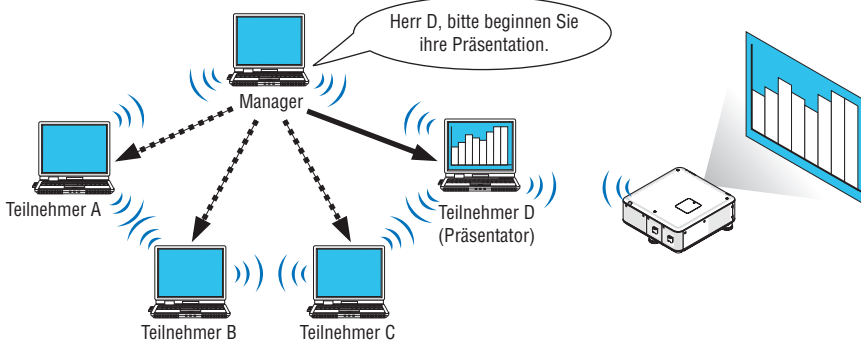 Herr D, bitte beginnen Sie
ihre Präsentation.
Manager
Teilnehmer A
Teilnehmer D
(Präsentator)
Teilnehmer B
Teilnehmer C